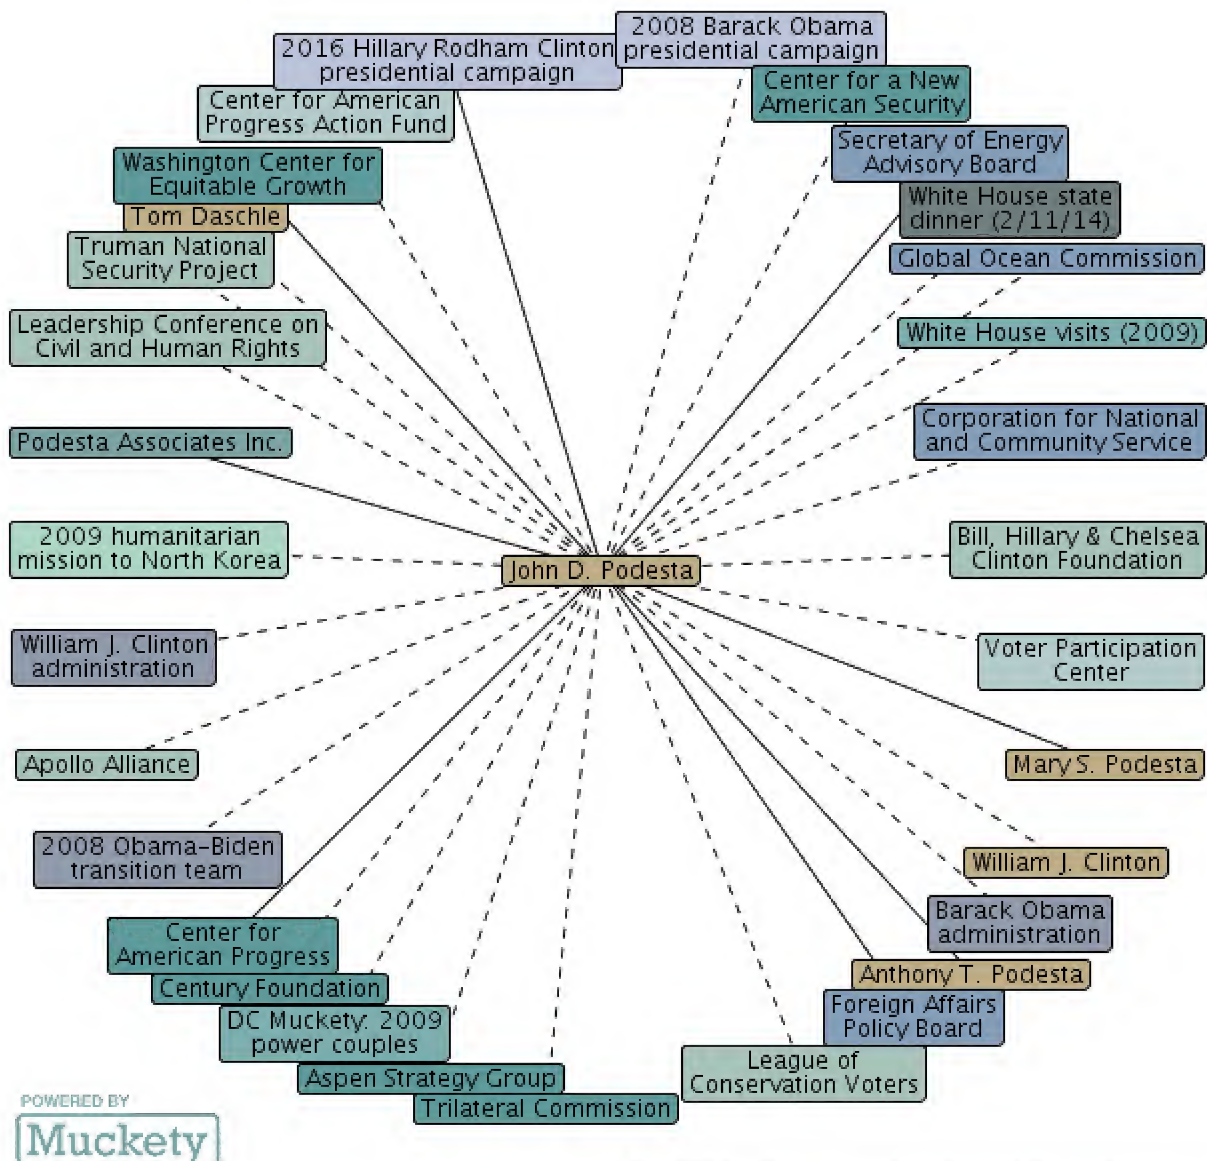 2008 Barack Obama
presidential campaign
2016 Hillary Rodham Clinton
presidential campaign
Center for a New
American Security
Center for American
Progress Action Fund
Secretary of Energy
Advisory Board
Washington Center for
Equitable Growth
White House state
dinner (2/11/14)
Tom Daschle
Truman National
Security Project
Global Ocean Commission
Leadership Conference on
Civil and Human Rights
White House visits (2009)
Corporation for National
and Community Service
Podesta Associates Inc.
2009 humanitarian
mission to North Korea
Bill, Hillary & Chelsea
Clinton Foundation
John D. Podesta
William J. Clinton
administration
Voter Participation
Center
Apollo Alliance
Mary S. Podesta
2008 Obama-Biden
transition team
William J. Clinton
Barack Obama
administration
Center for
American Progress
Anthony T. Podesta
Century Foundation
Foreign Affairs
Policy Board
DC Muckety: 2009
power couples
League of
Conservation Voters
Aspen Strategy Group
Trilateral Commission
POWERED BY
Muckety